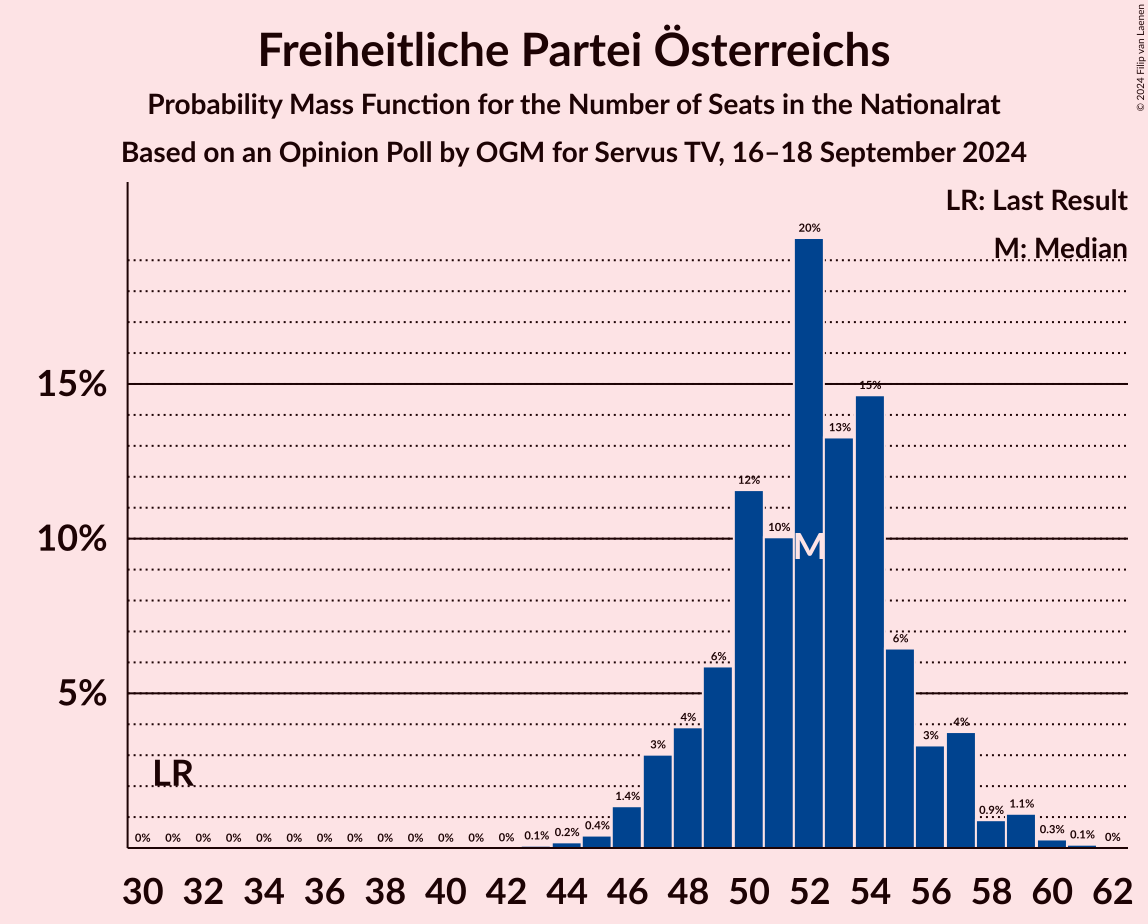 Freiheitliche Partei Österreichs
Probability Mass Function for the Number of Seats in the Nationalrat
Based on an Opinion Poll by OGM for Servus TV, 16–18 September 2024
© 2024 Filip van Laenen
LR: Last Result
M: Median
20%
15%
15%
13%
12%
10%
10%
M
6%
6%
5%
4%
4%
3%
3%
LR
1.4%
1.1%
0.9%
0% 0% 0% 0% 0% 0% 0% 0% 0% 0% 0% 0% 0% 0.1% 0.2% 0.4% 0.3% 0.1% 0%
30 32 34 36 38 40 42 44 46 48 50 52 54 56 58 60 62